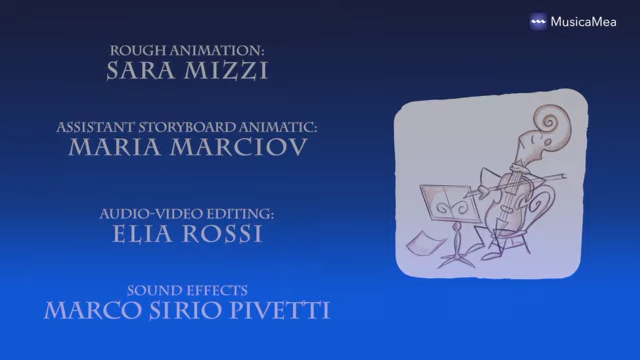 MusicaMea
ROUGH ANIMATION:
SARA MIZZI
ASSISTANT STORYBOARD ANIMATIC:
MARIA MARCIOV
AUDIO-VIDEO EDITING:
ELIA ROSSI
SOUND EFFECTS
MARCO SIRIO PIVETTI